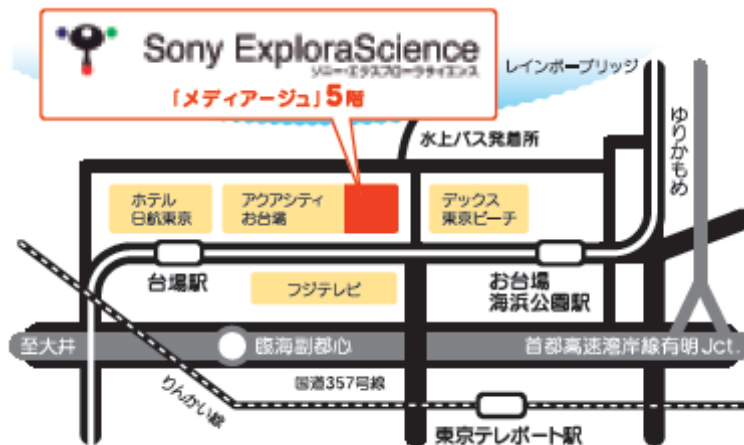 Sony ExploraScience
ソニー・エクスプローラサイエンス
「メディアージュ」5階
レインボーブリッジ
ゆりかもめ
水上バス発着所
ホテル
日航東京
アクアシティ
お台場
デックス
東京ビーチ
台場駅
フジテレビ
お台場
海浜公園駅
至大井
臨海副都心
首都高速湾岸線有明Jct.
りんかい線
国道357号線
東京テレポート駅